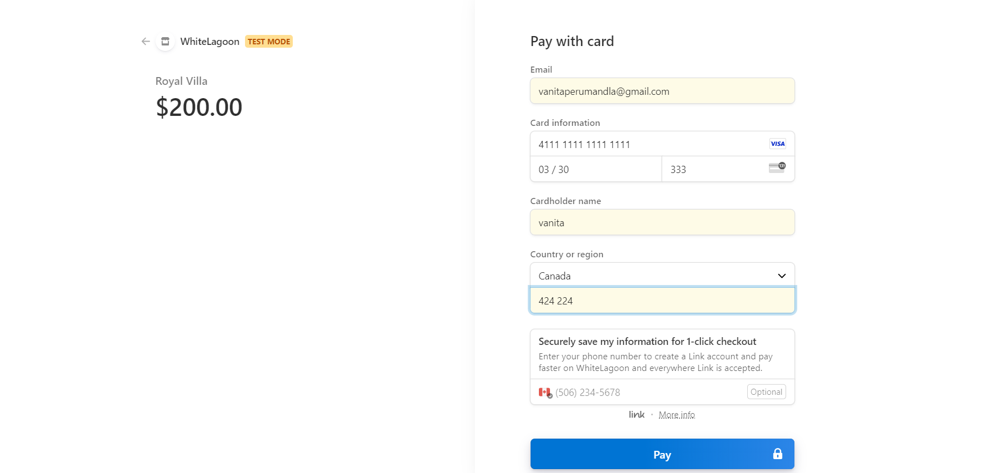 WhiteLagoon TEST MODE
Royal Villa
$200.00
Pay with card
Email
vanitaperumandla@gmail.com
Card information
4111 1111 1111 1111 VISA
03 / 30 333 135
Cardholder name
vanita
Country or region
Canada
424 224
Securely save my information for 1-click checkout
Enter your phone number to create a Link account and pay
faster on WhiteLagoon and everywhere Link is accepted.
(506) 234-5678 Optional
link · More info
Pay